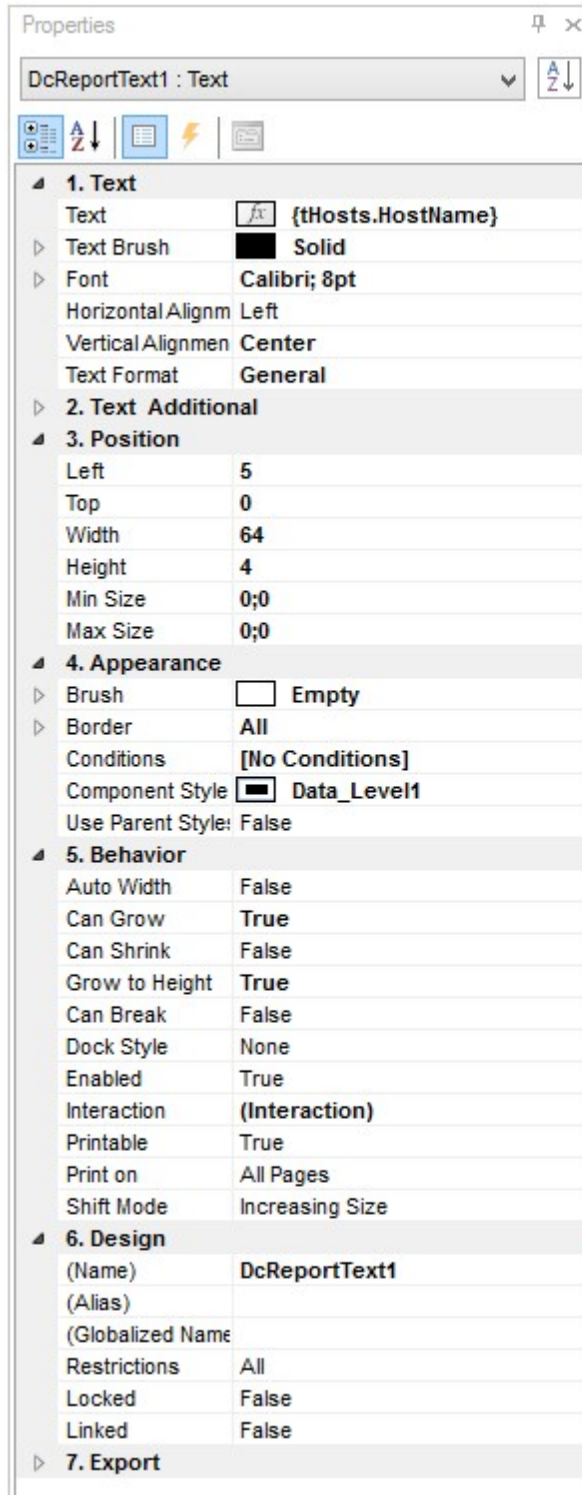 Properties
DcReportText1 : Text
1. Text
Text {tHosts.HostName}
Text Brush Solid
Font Calibri; 8pt
Horizontal Alignm Left
Vertical Alignmen Center
Text Format General
2. Text Additional
3. Position
Left 5
Top 0
Width 64
Height 4
Min Size 0;0
Max Size 0;0
4. Appearance
Brush Empty
Border All
Conditions [No Conditions]
Component Style Data_Level1
Use Parent Styles False
5. Behavior
Auto Width False
Can Grow True
Can Shrink False
Grow to Height True
Can Break False
Dock Style None
Enabled True
Interaction (Interaction)
Printable True
Print on All Pages
Shift Mode Increasing Size
6. Design
(Name) DcReportText1
(Alias)
(Globalized Name
Restrictions All
Locked False
Linked False
7. Export